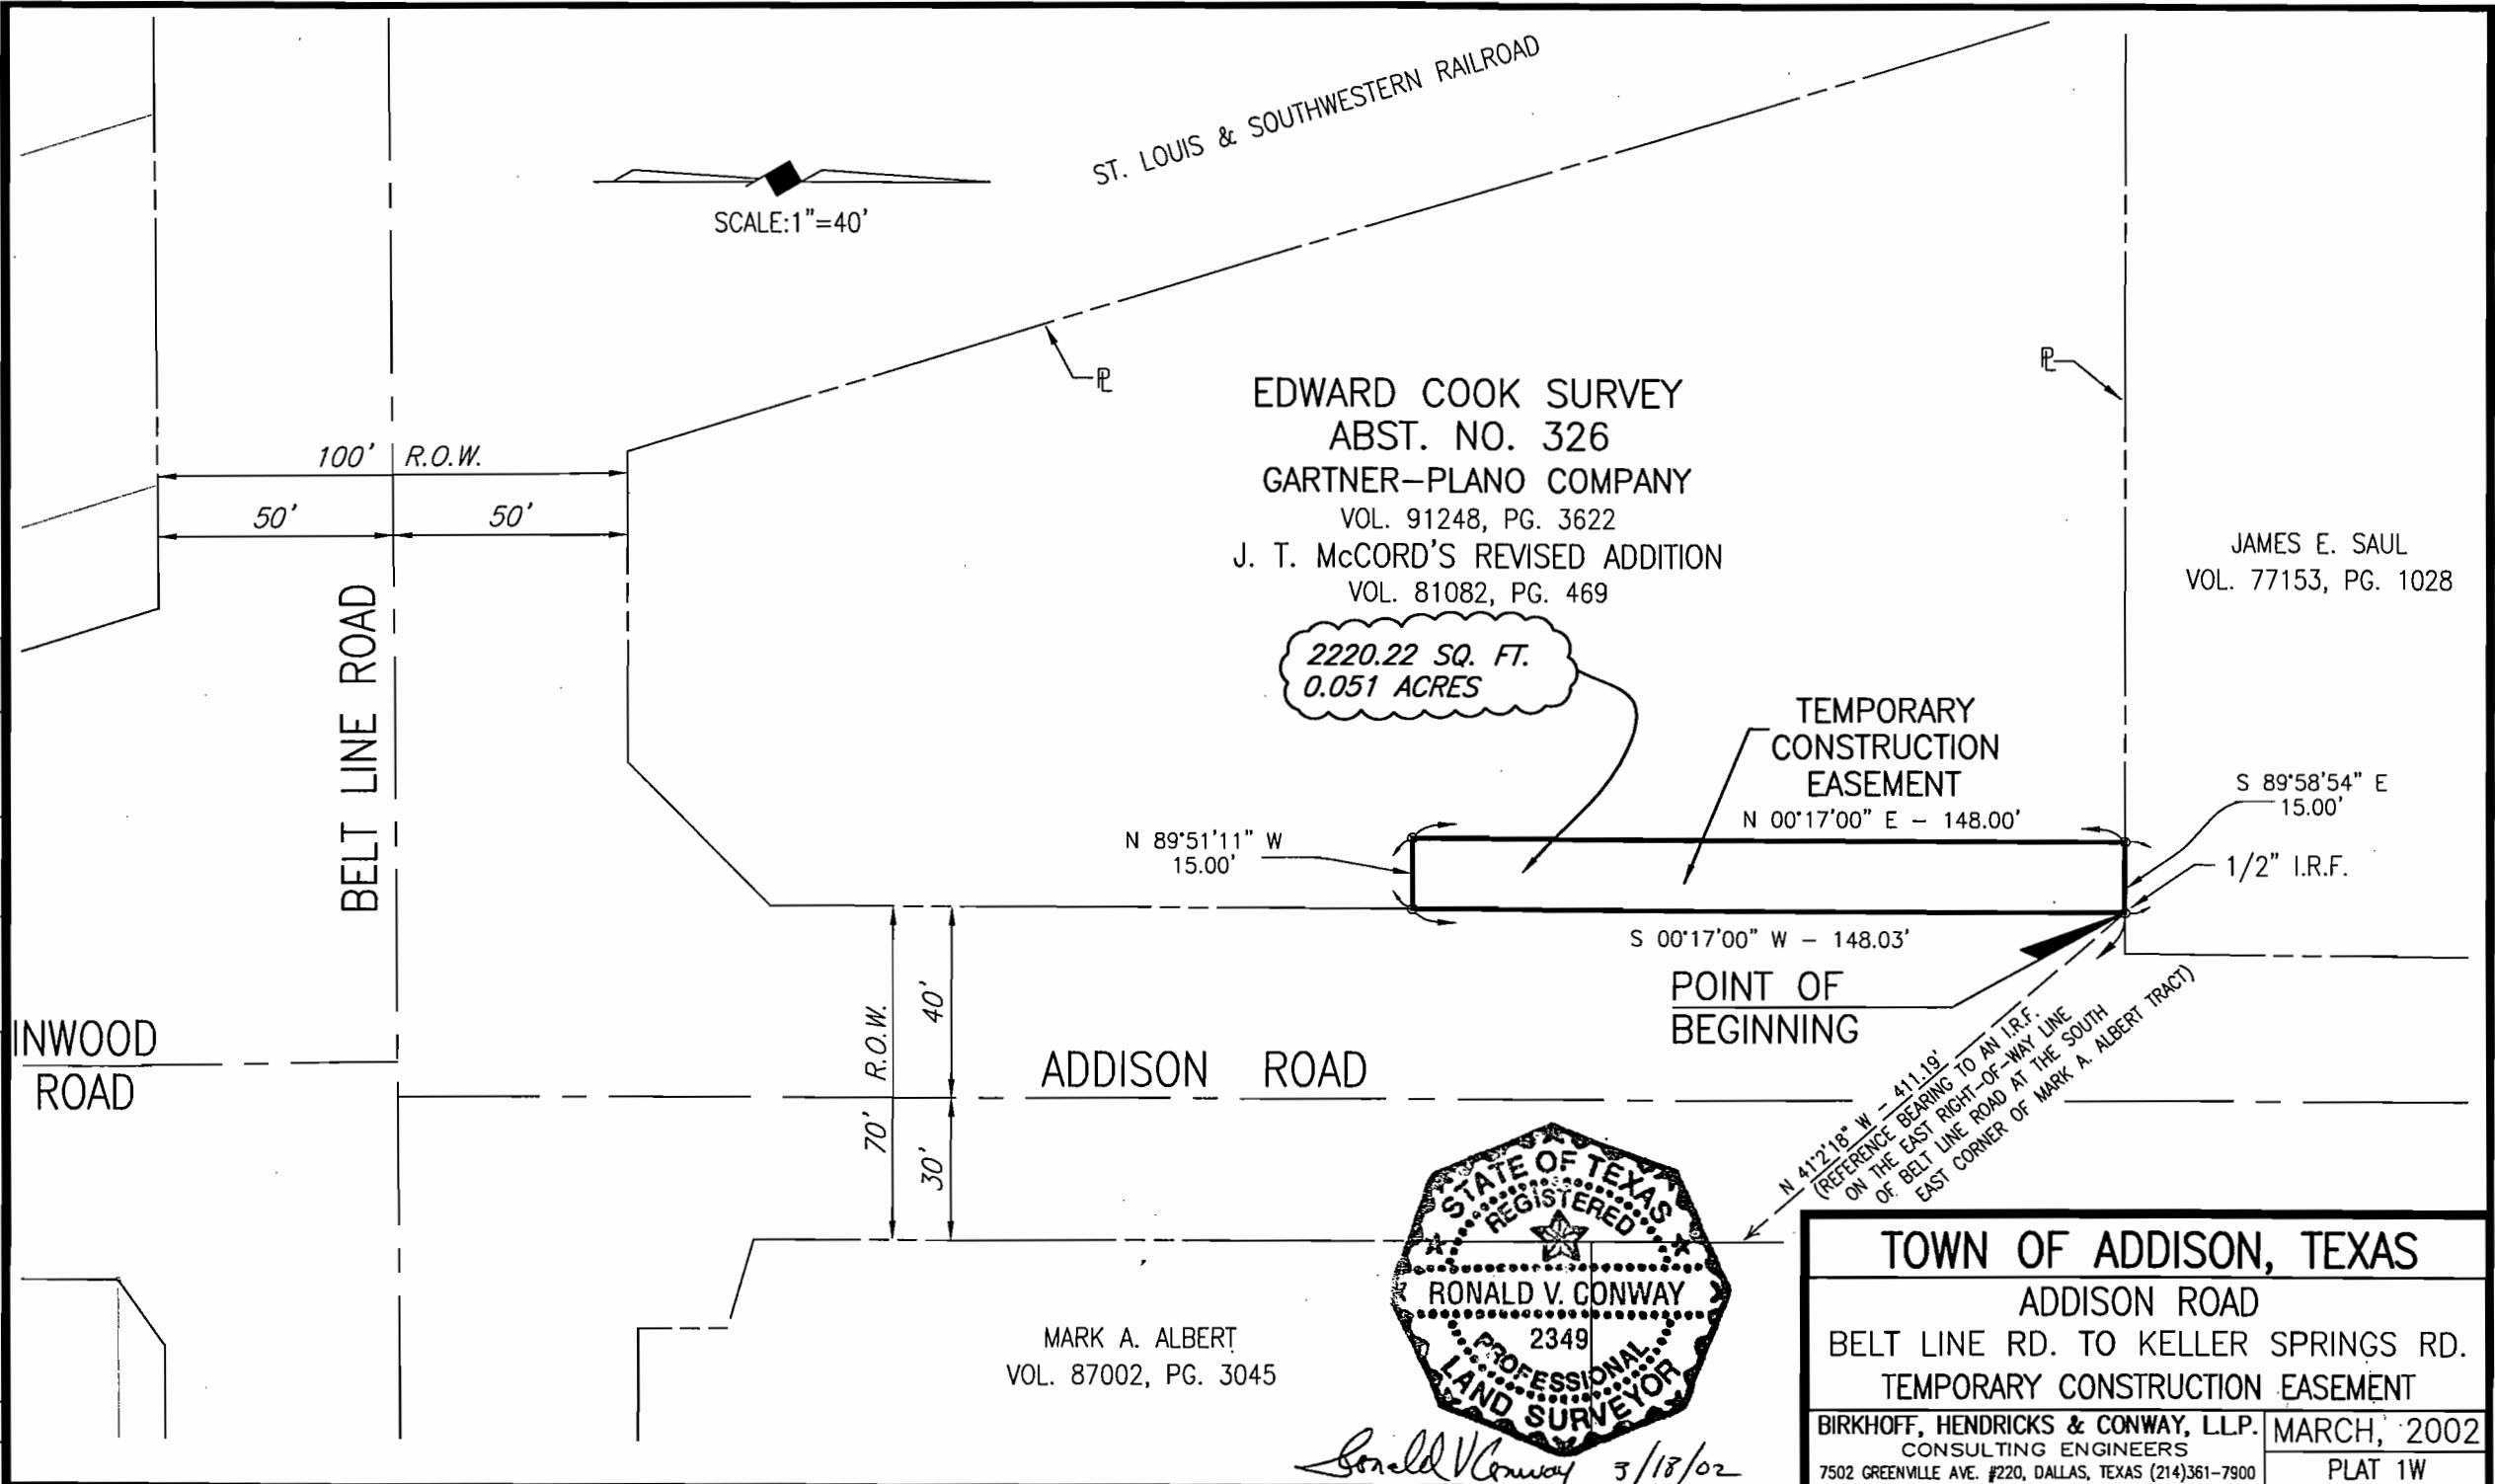 ST. LOUIS & SOUTHWESTERN RAILROAD
SCALE:1"=40'
100' R.O.W.
50'
50'
BELT LINE ROAD
℄
℄
EDWARD COOK SURVEY
ABST. NO. 326
GARTNER-PLANO COMPANY
VOL. 91248, PG. 3622
J. T. McCORD'S REVISED ADDITION
VOL. 81082, PG. 469
2220.22 SQ. FT.
0.051 ACRES
JAMES E. SAUL
VOL. 77153, PG. 1028
TEMPORARY
CONSTRUCTION
EASEMENT
N 00°17'00" E - 148.00'
S 89°58'54" E
15.00'
1/2" I.R.F.
N 89°51'11" W
15.00'
S 00°17'00" W - 148.03'
POINT OF
BEGINNING
INWOOD
ROAD
ADDISON ROAD
70' R.O.W.
40'
30'
N 41°2'18" W - 411.19'
(REFERENCE BEARING TO AN I.R.F.
ON THE EAST RIGHT-OF-WAY LINE
OF BELT LINE ROAD AT THE SOUTH
EAST CORNER OF MARK A. ALBERT TRACT)
MARK A. ALBERT
VOL. 87002, PG. 3045
STATE OF TEXAS
REGISTERED
RONALD V. CONWAY
2349
PROFESSIONAL
LAND SURVEYOR
Ronald V Conway 3/18/02
TOWN OF ADDISON, TEXAS
ADDISON ROAD
BELT LINE RD. TO KELLER SPRINGS RD.
TEMPORARY CONSTRUCTION EASEMENT
BIRKHOFF, HENDRICKS & CONWAY, L.L.P.
CONSULTING ENGINEERS
7502 GREENVILLE AVE. #220, DALLAS, TEXAS (214)361-7900
MARCH, 2002
PLAT 1W